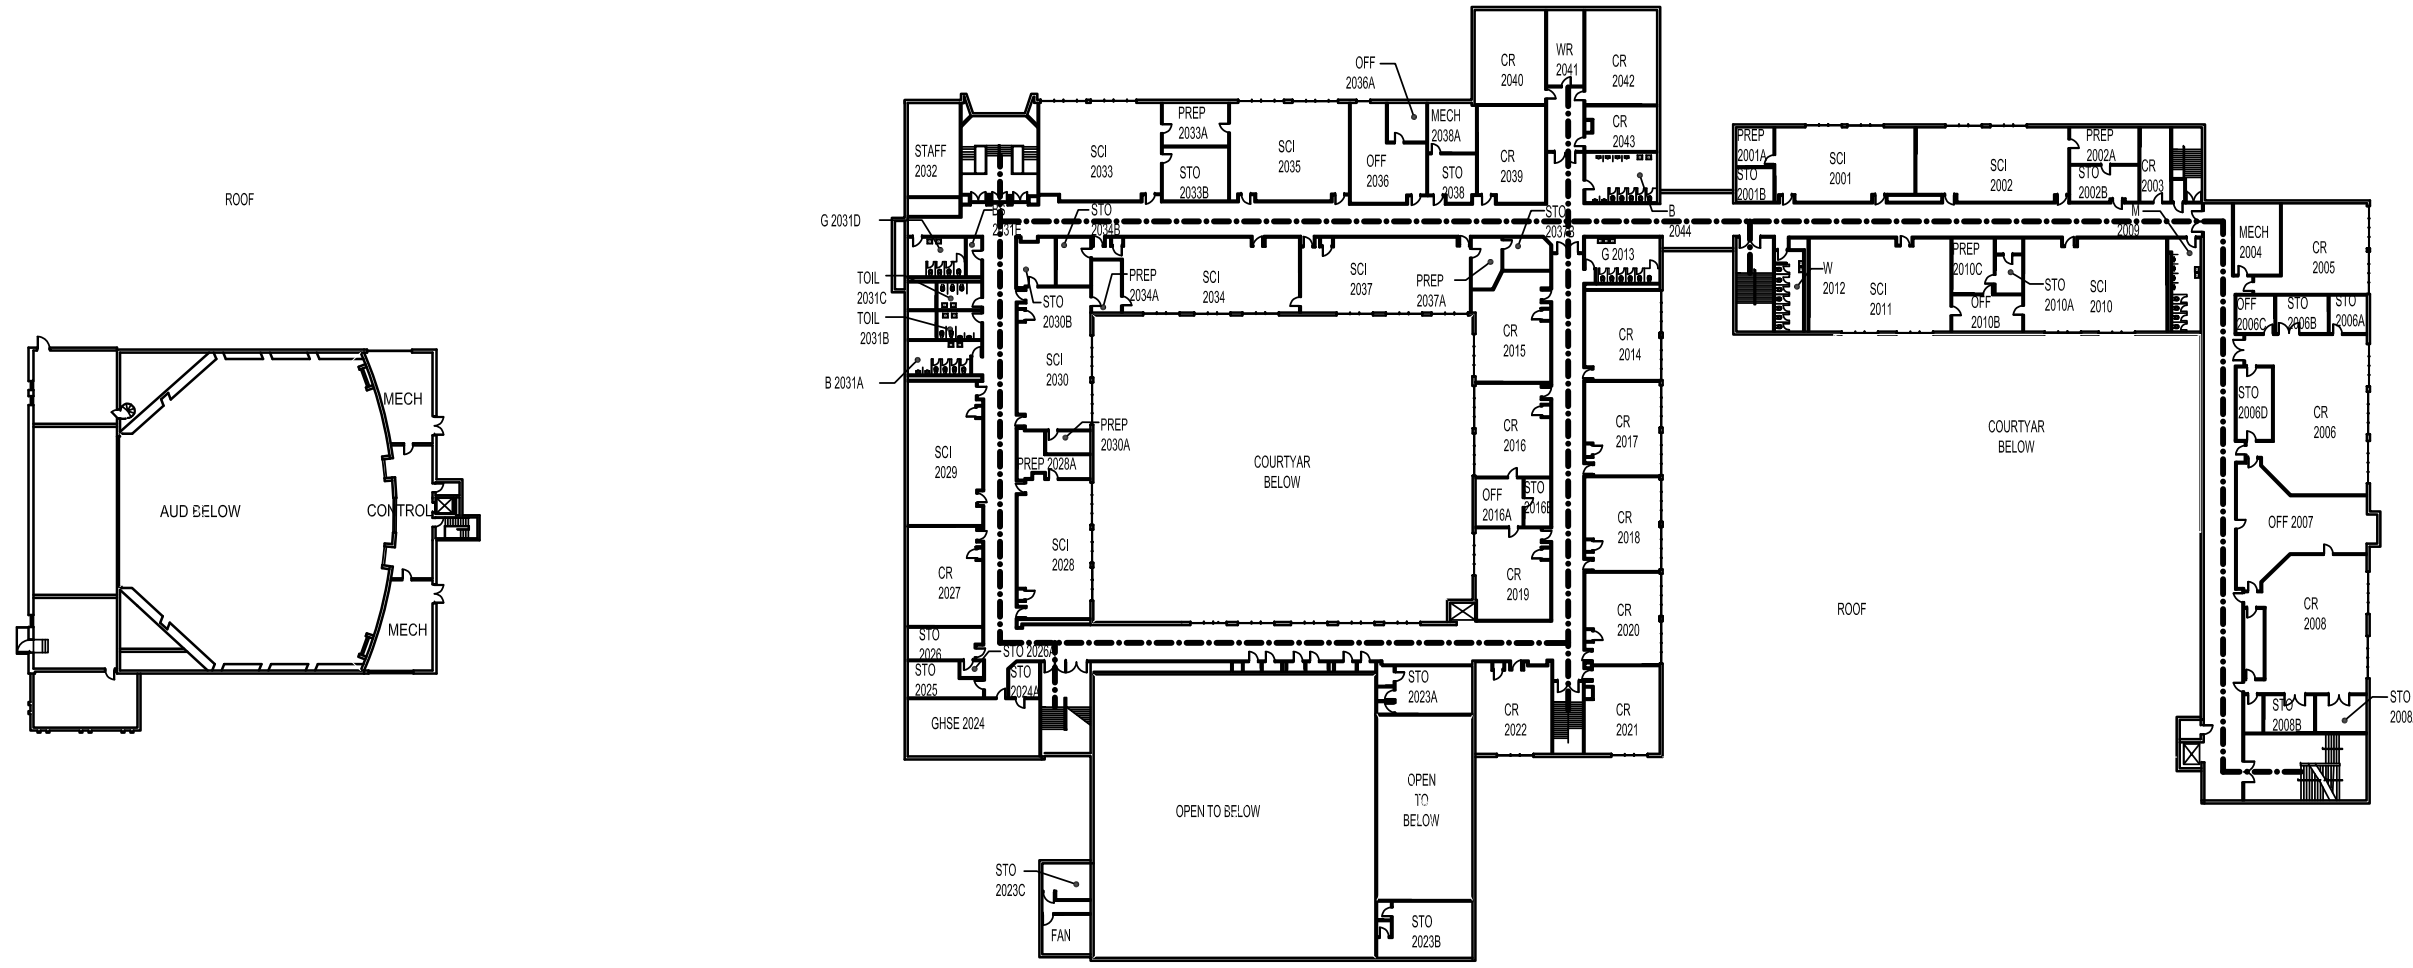 ROOF
AUD BELOW
MECH
CONTROL
MECH
STAFF
2032
G 2031D
2031E
TOIL
2031C
TOIL
2031B
B 2031A
SCI
2033
PREP
2033A
STO
2033B
SCI
2035
OFF
2036A
OFF
2036
MECH
2038A
STO
2038
CR
2040
WR
2041
CR
2042
CR
2043
CR
2039
B
2044
STO
2034B
PREP
2034A
SCI
2034
SCI
2037
STO
2037B
PREP
2037A
G 2013
STO
2030B
SCI
2030
PREP
2030A
PREP 2028A
SCI
2028
SCI
2029
CR
2027
STO
2026
STO 2026A
STO
2025
STO
2024A
GHSE 2024
COURTYAR
BELOW
CR
2015
CR
2016
OFF
2016A
STO
2016B
CR
2019
CR
2014
CR
2017
CR
2018
CR
2020
CR
2021
CR
2022
STO
2023A
OPEN TO BELOW
OPEN
TO
BELOW
STO
2023C
FAN
STO
2023B
PREP
2001A
STO
2001B
SCI
2001
SCI
2002
PREP
2002A
STO
2002B
CR
2003
M
2009
W
2012
SCI
2011
PREP
2010C
OFF
2010B
STO
2010A
SCI
2010
MECH
2004
CR
2005
OFF
2006C
STO
2006B
STO
2006A
STO
2006D
CR
2006
OFF 2007
CR
2008
STO
2008B
STO
2008
COURTYAR
BELOW
ROOF